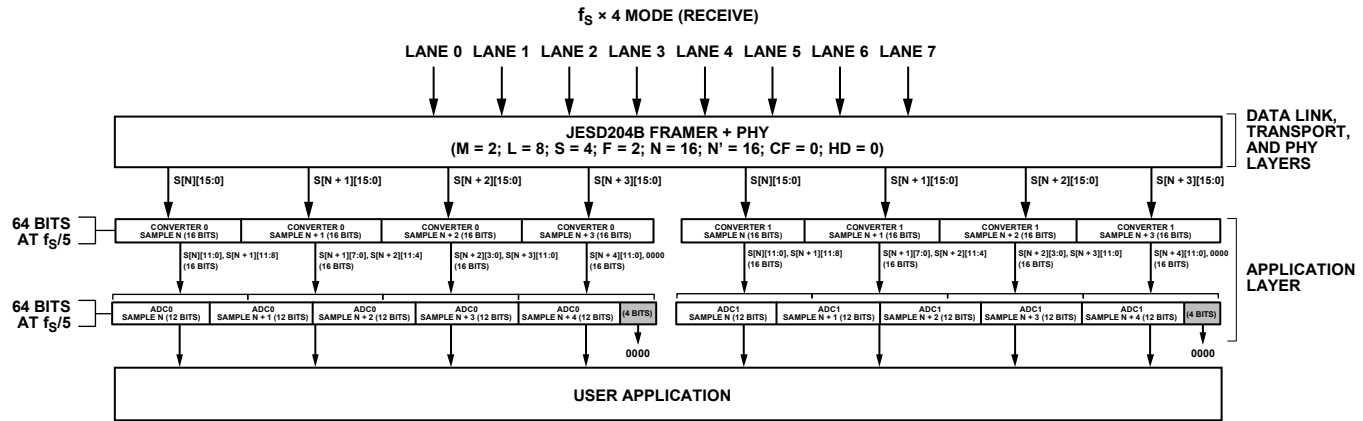 fS × 4 MODE (RECEIVE)
LANE 0 LANE 1 LANE 2 LANE 3 LANE 4 LANE 5 LANE 6 LANE 7
JESD204B FRAMER + PHY
(M = 2; L = 8; S = 4; F = 2; N = 16; N' = 16; CF = 0; HD = 0)
DATA LINK,
TRANSPORT,
AND PHY
LAYERS
S[N][15:0] S[N + 1][15:0] S[N + 2][15:0] S[N + 3][15:0] S[N][15:0] S[N + 1][15:0] S[N + 2][15:0] S[N + 3][15:0]
64 BITS
AT fS/5
CONVERTER 0 CONVERTER 0 CONVERTER 0 CONVERTER 0 CONVERTER 1 CONVERTER 1 CONVERTER 1 CONVERTER 1
SAMPLE N (16 BITS) SAMPLE N + 1 (16 BITS) SAMPLE N + 2 (16 BITS) SAMPLE N + 3 (16 BITS) SAMPLE N (16 BITS) SAMPLE N + 1 (16 BITS) SAMPLE N + 2 (16 BITS) SAMPLE N + 3 (16 BITS)
S[N][11:0], S[N + 1][11:8] S[N + 1][7:0], S[N + 2][11:4] S[N + 2][3:0], S[N + 3][11:0] S[N + 4][11:0], 0000 S[N][11:0], S[N + 1][11:8] S[N + 1][7:0], S[N + 2][11:4] S[N + 2][3:0], S[N + 3][11:0] S[N + 4][11:0], 0000
(16 BITS) (16 BITS) (16 BITS) (16 BITS) (16 BITS) (16 BITS) (16 BITS) (16 BITS)
APPLICATION
LAYER
64 BITS
AT fS/5
ADC0 ADC0 ADC0 ADC0 ADC0 ADC1 ADC1 ADC1 ADC1 ADC1
SAMPLE N (12 BITS) SAMPLE N + 1 (12 BITS) SAMPLE N + 2 (12 BITS) SAMPLE N + 3 (12 BITS) SAMPLE N + 4 (12 BITS) (4 BITS) SAMPLE N (12 BITS) SAMPLE N + 1 (12 BITS) SAMPLE N + 2 (12 BITS) SAMPLE N + 3 (12 BITS) SAMPLE N + 4 (12 BITS) (4 BITS)
0000 0000
USER APPLICATION